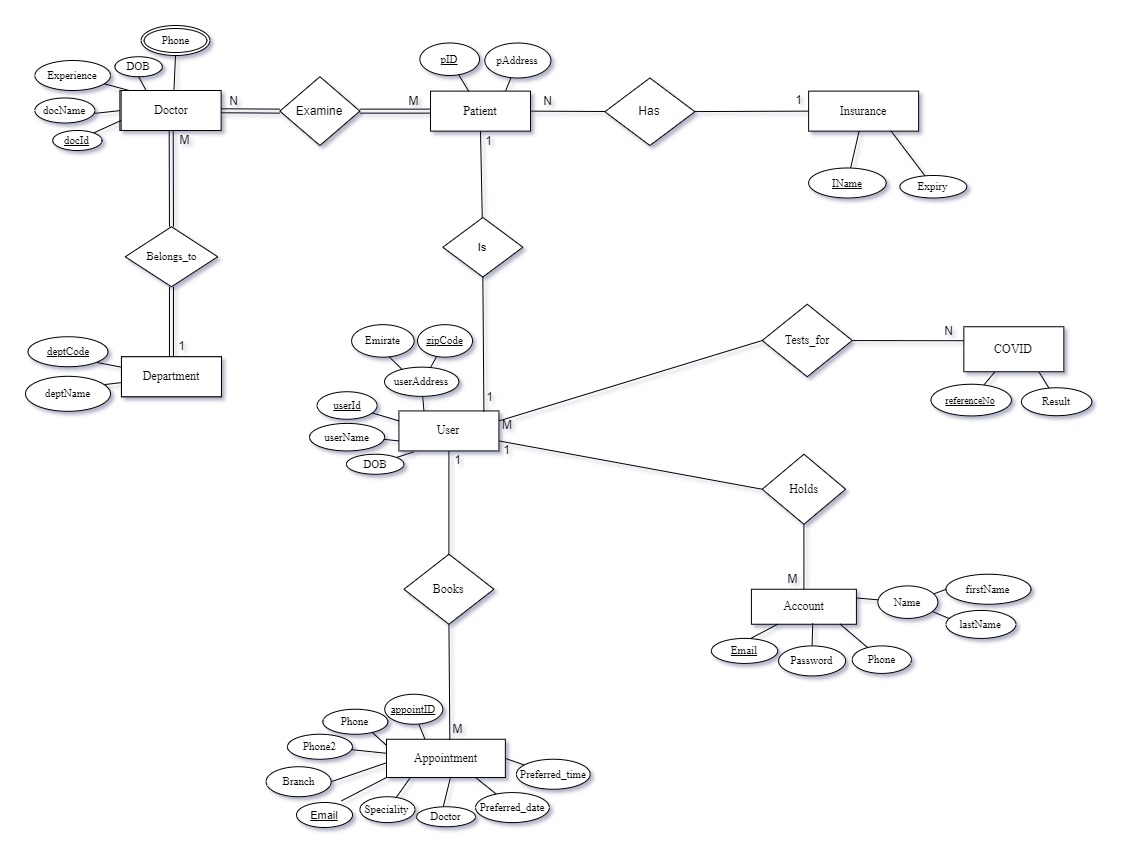 Phone
DOB
Experience
docName
docId
Doctor
N
Examine
M
pID
pAddress
Patient
N
Has
1
Insurance
IName
Expiry
M
1
Belongs_to
Is
1
deptCode
Department
deptName
Emirate
zipCode
userAddress
1
userId
userName
User
DOB
M
1
1
Tests_for
N
COVID
referenceNo
Result
Holds
M
Account
Name
firstName
lastName
Email
Password
Phone
Books
M
appointID
Phone
Phone2
Appointment
Branch
Email
Speciality
Doctor
Preferred_date
Preferred_time